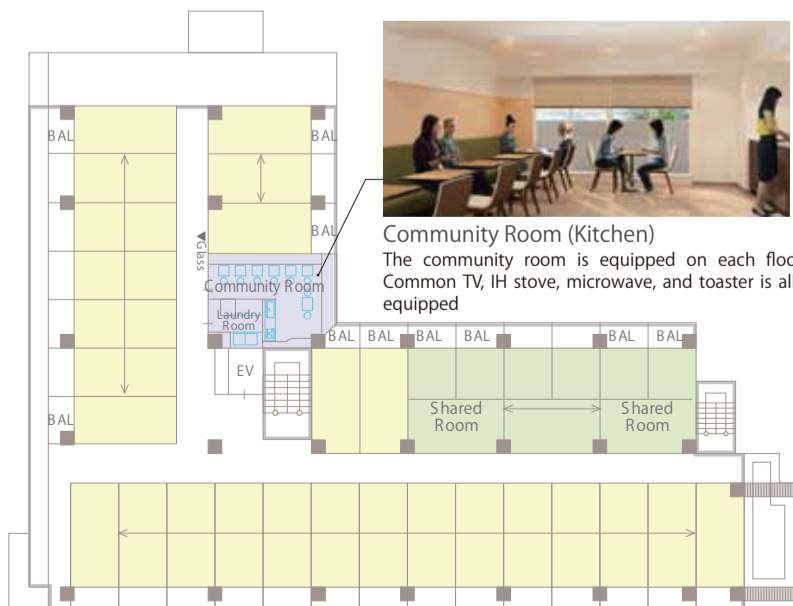 BAL
BAL
BAL
◀Glass
Community Room
Laundry
Room
EV
BAL
BAL
BAL
BAL
BAL
BAL
Shared
Room
Shared
Room
Community Room (Kitchen)
The community room is equipped on each floo
Common TV, IH stove, microwave, and toaster is al
equipped